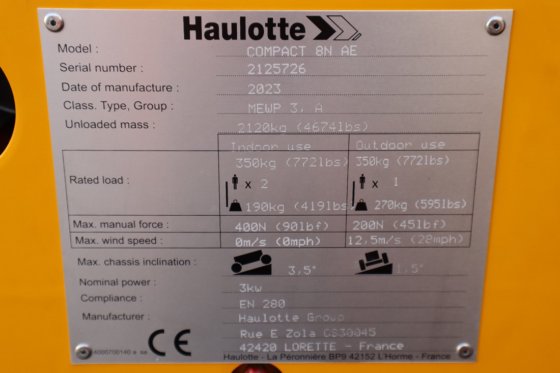 Haulotte
Model : COMPACT 8N AE
Serial number : 2125726
Date of manufacture : 2023
Class. Type, Group : MEWP 3, A
Unloaded mass : 2120kg (4674lbs)
Indoor use Outdoor use
350kg (772lbs) 350kg (772lbs)
Rated load : x 2 x 1
190kg (419lbs) 270kg (595lbs)
Max. manual force : 400N (90lbf) 200N (45lbf)
Max. wind speed : 0m/s (0mph) 12,5m/s (28mph)
Max. chassis inclination : 3,5° 1,5°
Nominal power : 3kw
Compliance : EN 280
Manufacturer : Haulotte Group
Rue E Zola CS30045
42420 LORETTE - France
CE
Haulotte - La Péronnière BP9 42152 L'Horme - France